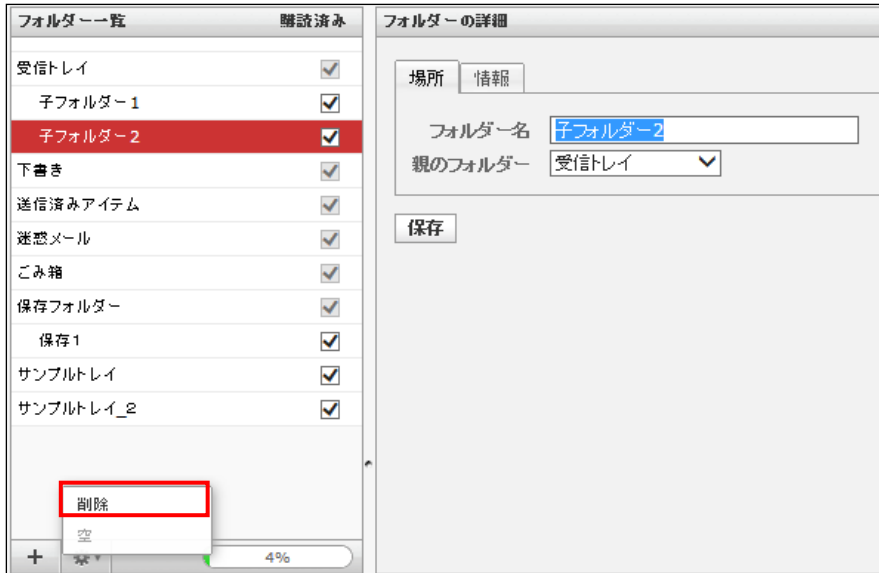 フォルダー一覧 購読済み
受信トレイ
子フォルダー1
子フォルダー2
下書き
送信済みアイテム
迷惑メール
ごみ箱
保存フォルダー
保存1
サンプルトレイ
サンプルトレイ_2
削除
空
+
4%
フォルダーの詳細
場所 情報
フォルダー名 子フォルダー2
親のフォルダー 受信トレイ
保存